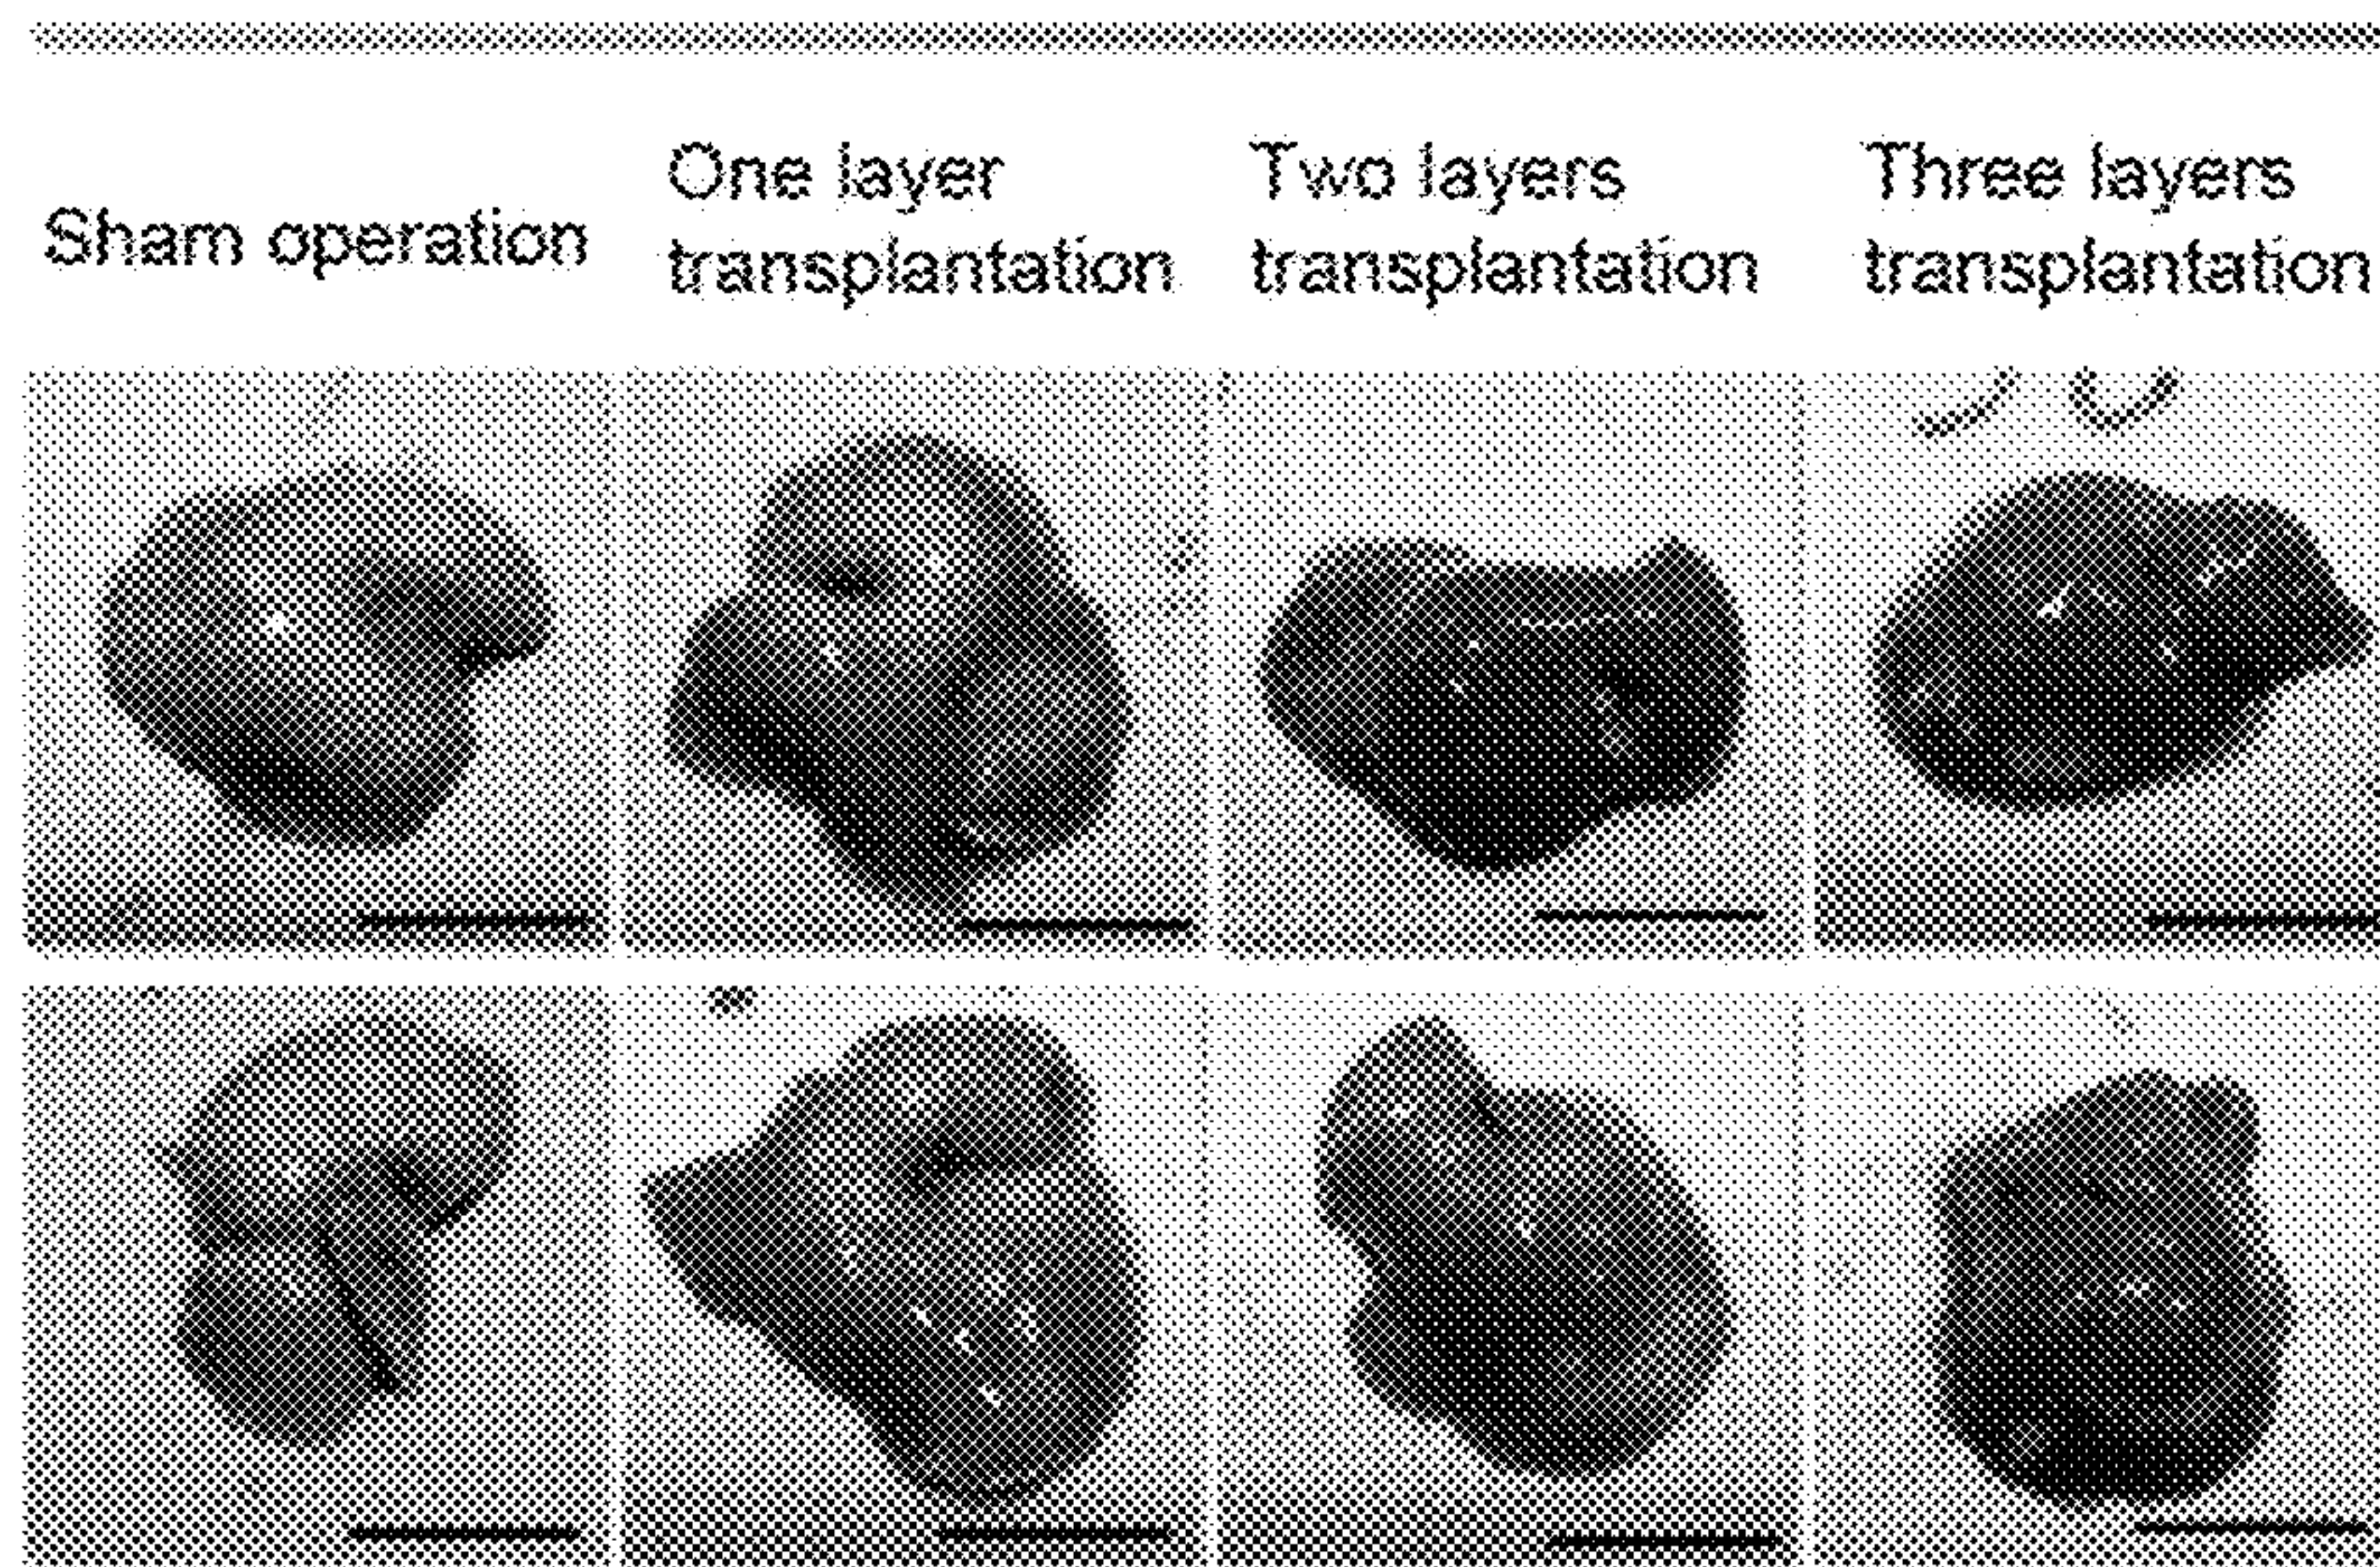 Sham operation
One layer
transplantation
Two layers
transplantation
Three layers
transplantation